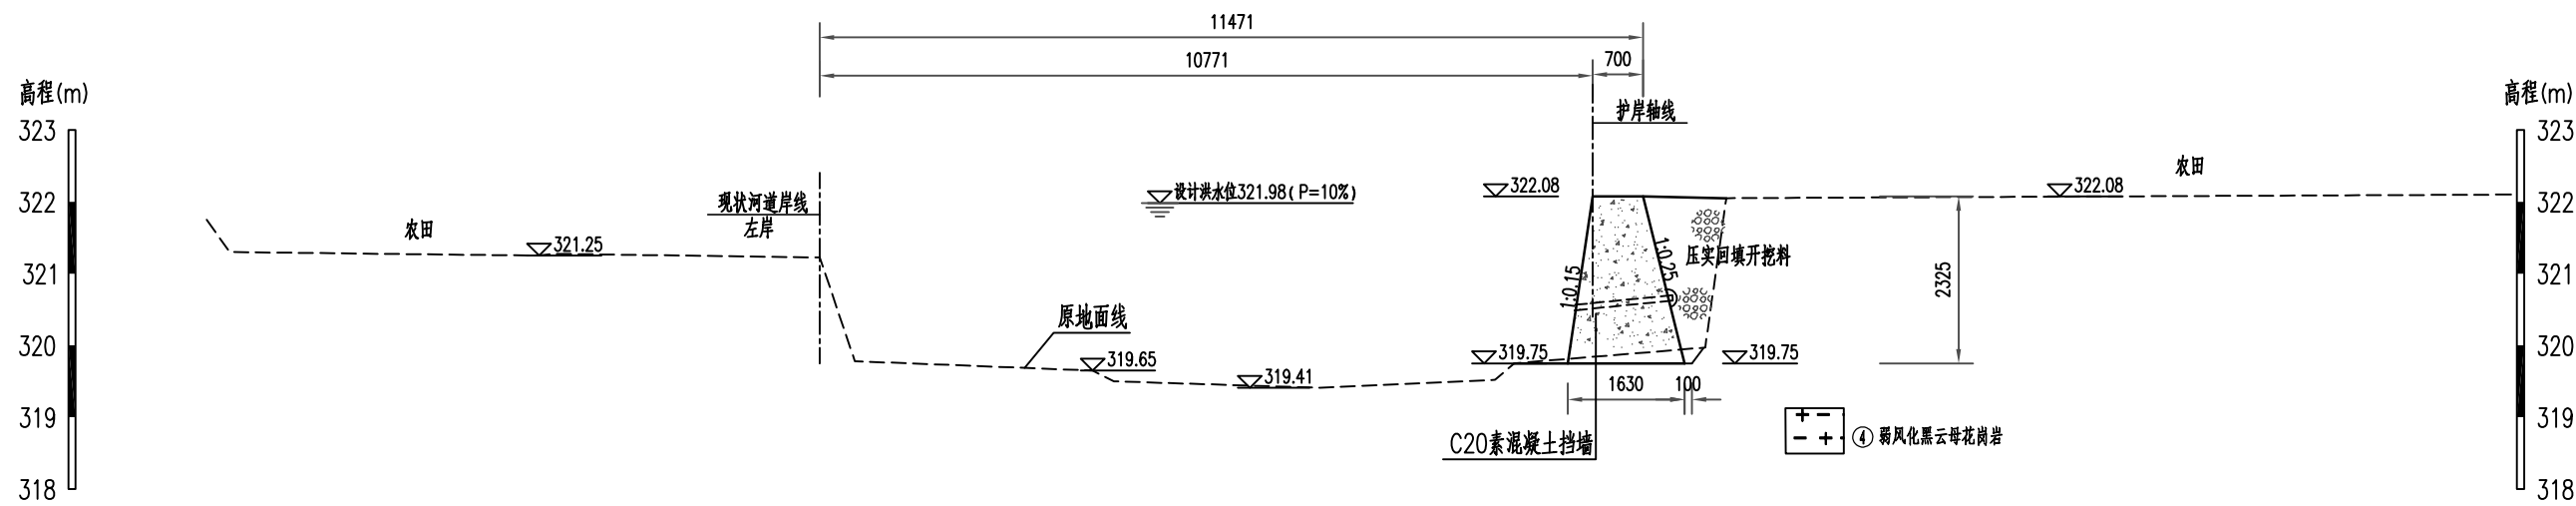 11471
10771
700
高程(m)
高程(m)
护岸轴线
323
323
农田
设计洪水位321.98(P=10%)
322.08
322.08
现状河道岸线
左岸
322
322
农田
321.25
1:0.15
1:0.25
压实回填开挖料
321
321
2325
原地面线
320
320
319.65
319.75
319.75
319.41
1630
100
319
319
C20素混凝土挡墙
④ 弱风化黑云母花岗岩
318
318